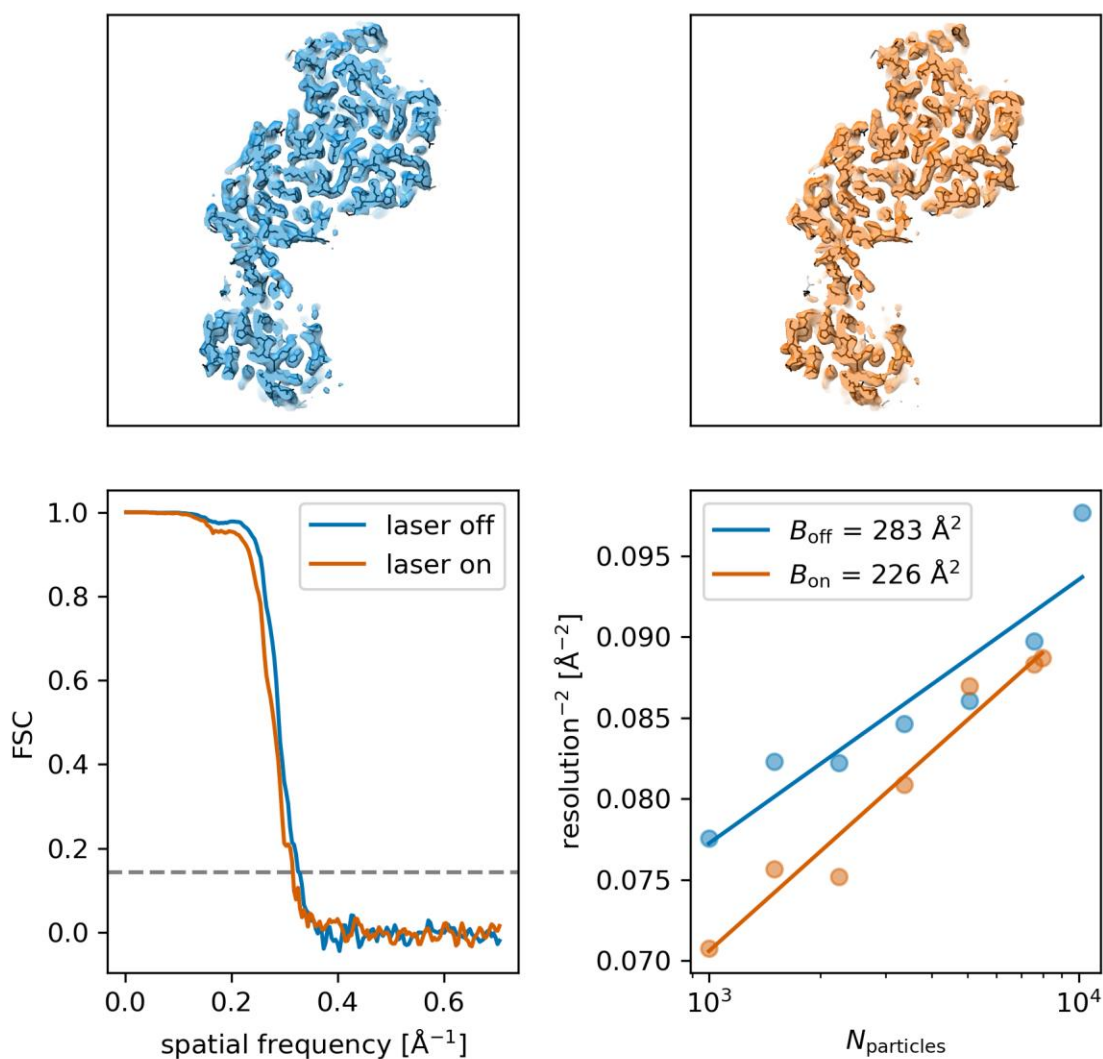 1.0
0.8
0.6
0.4
0.2
0.0
FSC
0.0 0.2 0.4 0.6
spatial frequency [Å⁻¹]
laser off
laser on
0.095
0.090
0.085
0.080
0.075
0.070
resolution⁻² [Å⁻²]
10³ 10⁴
N_particles
B_off = 283 Å²
B_on = 226 Å²